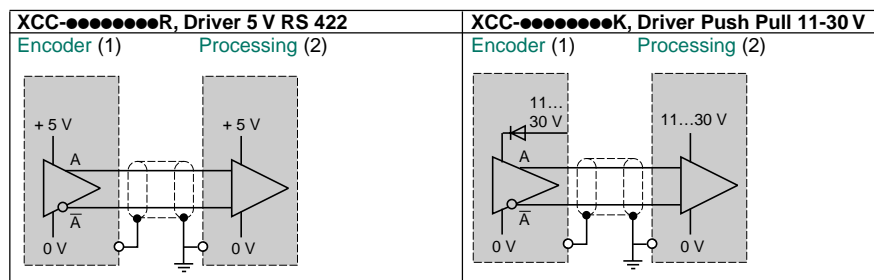 XCC-●●●●●●●●R, Driver 5 V RS 422
Encoder (1) Processing (2)
+ 5 V
+ 5 V
A
A̅
0 V
0 V
XCC-●●●●●●●●K, Driver Push Pull 11-30 V
Encoder (1) Processing (2)
11…
30 V
11…30 V
A
A̅
0 V
0 V